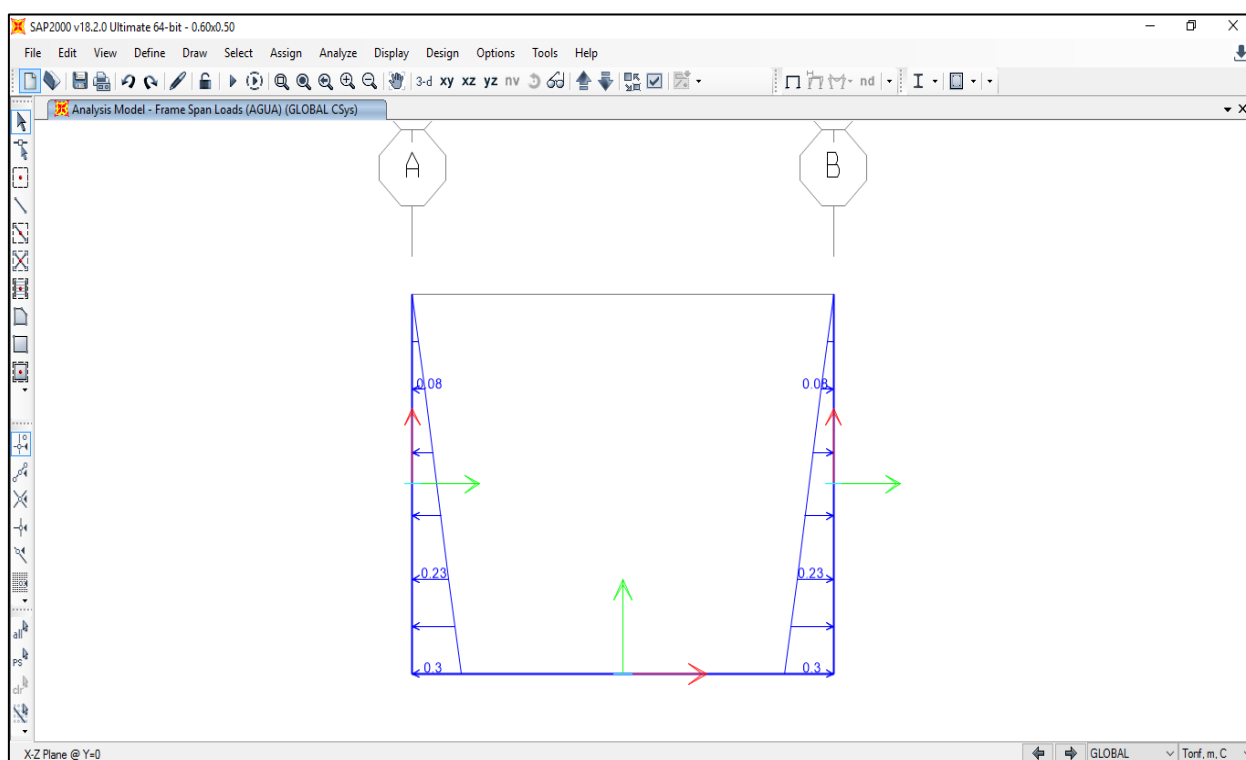 SAP2000 v18.2.0 Ultimate 64-bit - 0.60x0.50
File Edit View Define Draw Select Assign Analyze Display Design Options Tools Help
3-d xy xz yz nv nd
Analysis Model - Frame Span Loads (AGUA) (GLOBAL CSys)
A B
0.08 0.08
0.23 0.23
0.3 0.3
all
PS
clr
X-Z Plane @ Y=0 GLOBAL Tonf, m, C